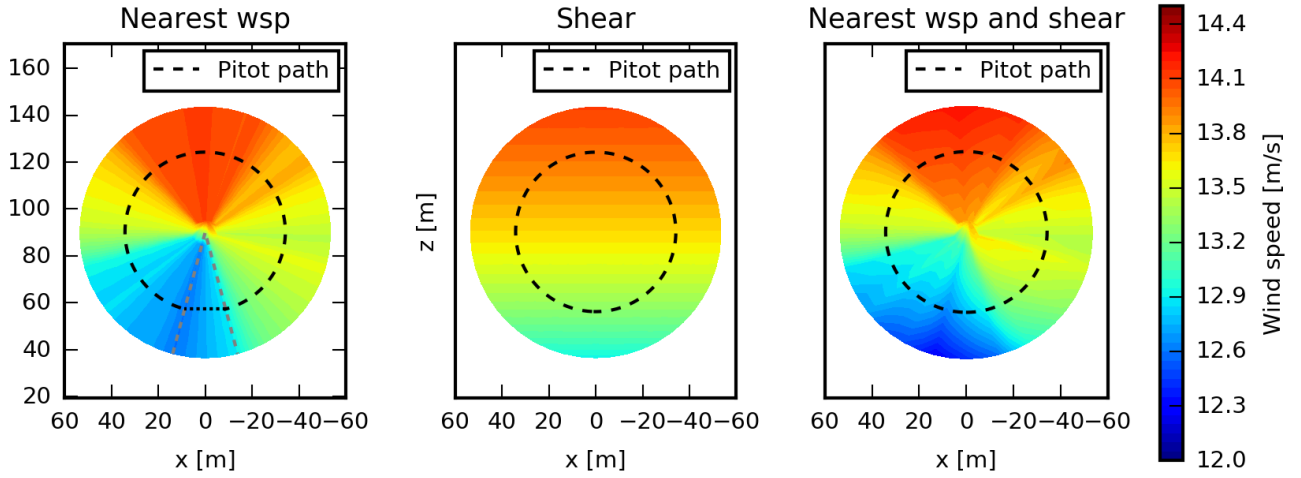 Nearest wsp
Shear
Nearest wsp and shear
Pitot path
Pitot path
Pitot path
160
140
120
100
80
60
40
20
60 40 20 0 −20−40−60
x [m]
z [m]
60 40 20 0 −20−40−60
x [m]
60 40 20 0 −20−40−60
x [m]
14.4
14.1
13.8
13.5
13.2
12.9
12.6
12.3
12.0
Wind speed [m/s]